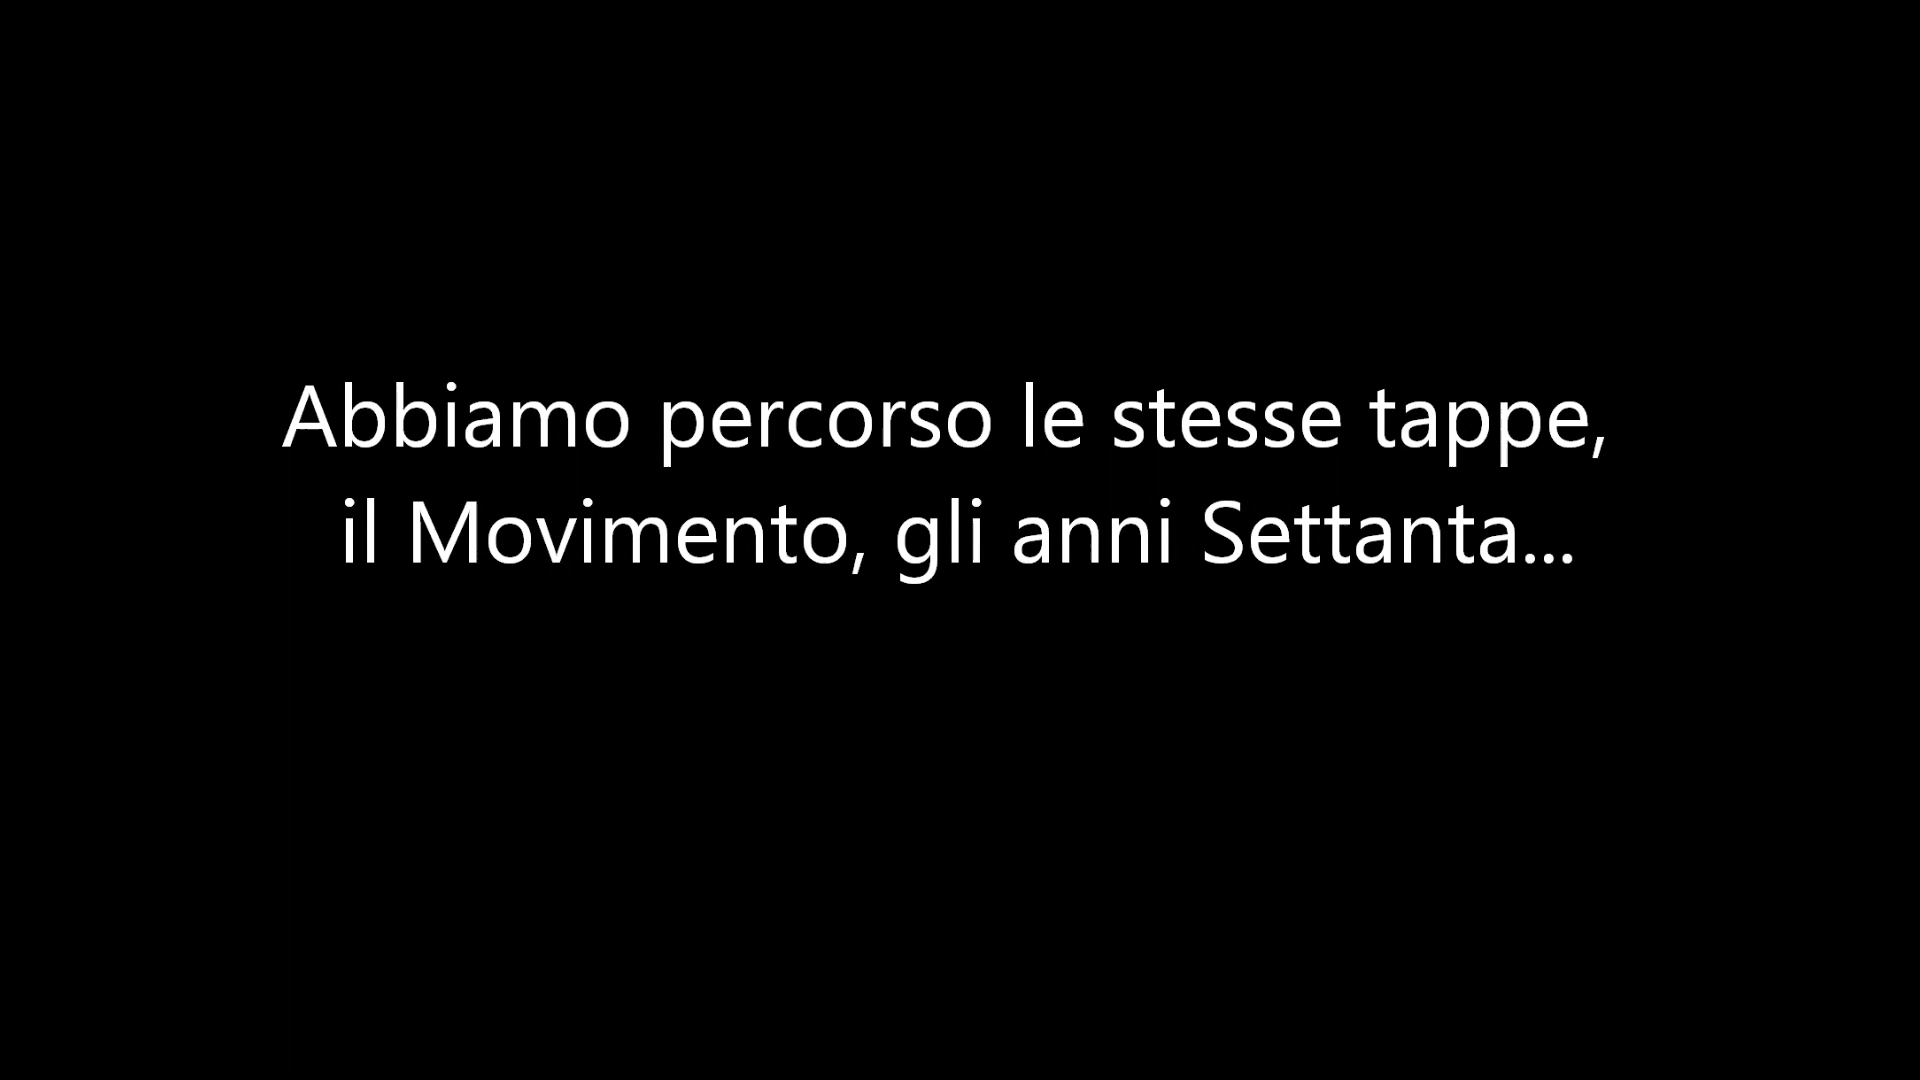 Abbiamo percorso le stesse tappe,
il Movimento, gli anni Settanta...